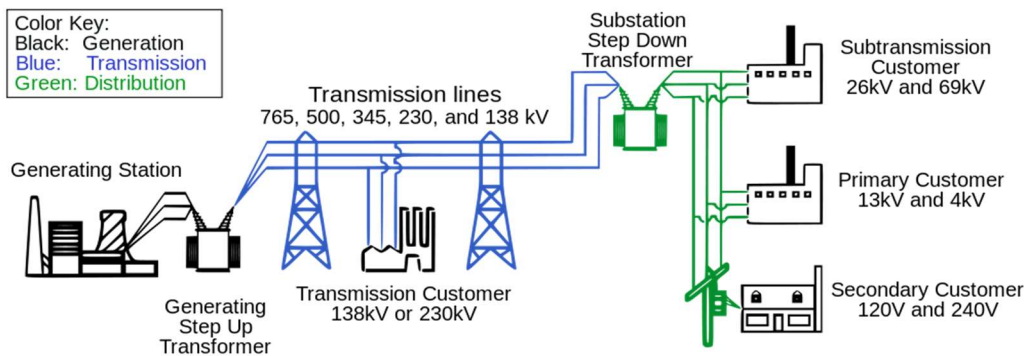 Color Key:
Black: Generation
Blue: Transmission
Green: Distribution
Substation
Step Down
Transformer
Subtransmission
Customer
26kV and 69kV
Transmission lines
765, 500, 345, 230, and 138 kV
Generating Station
Primary Customer
13kV and 4kV
Transmission Customer
138kV or 230kV
Generating
Step Up
Transformer
Secondary Customer
120V and 240V